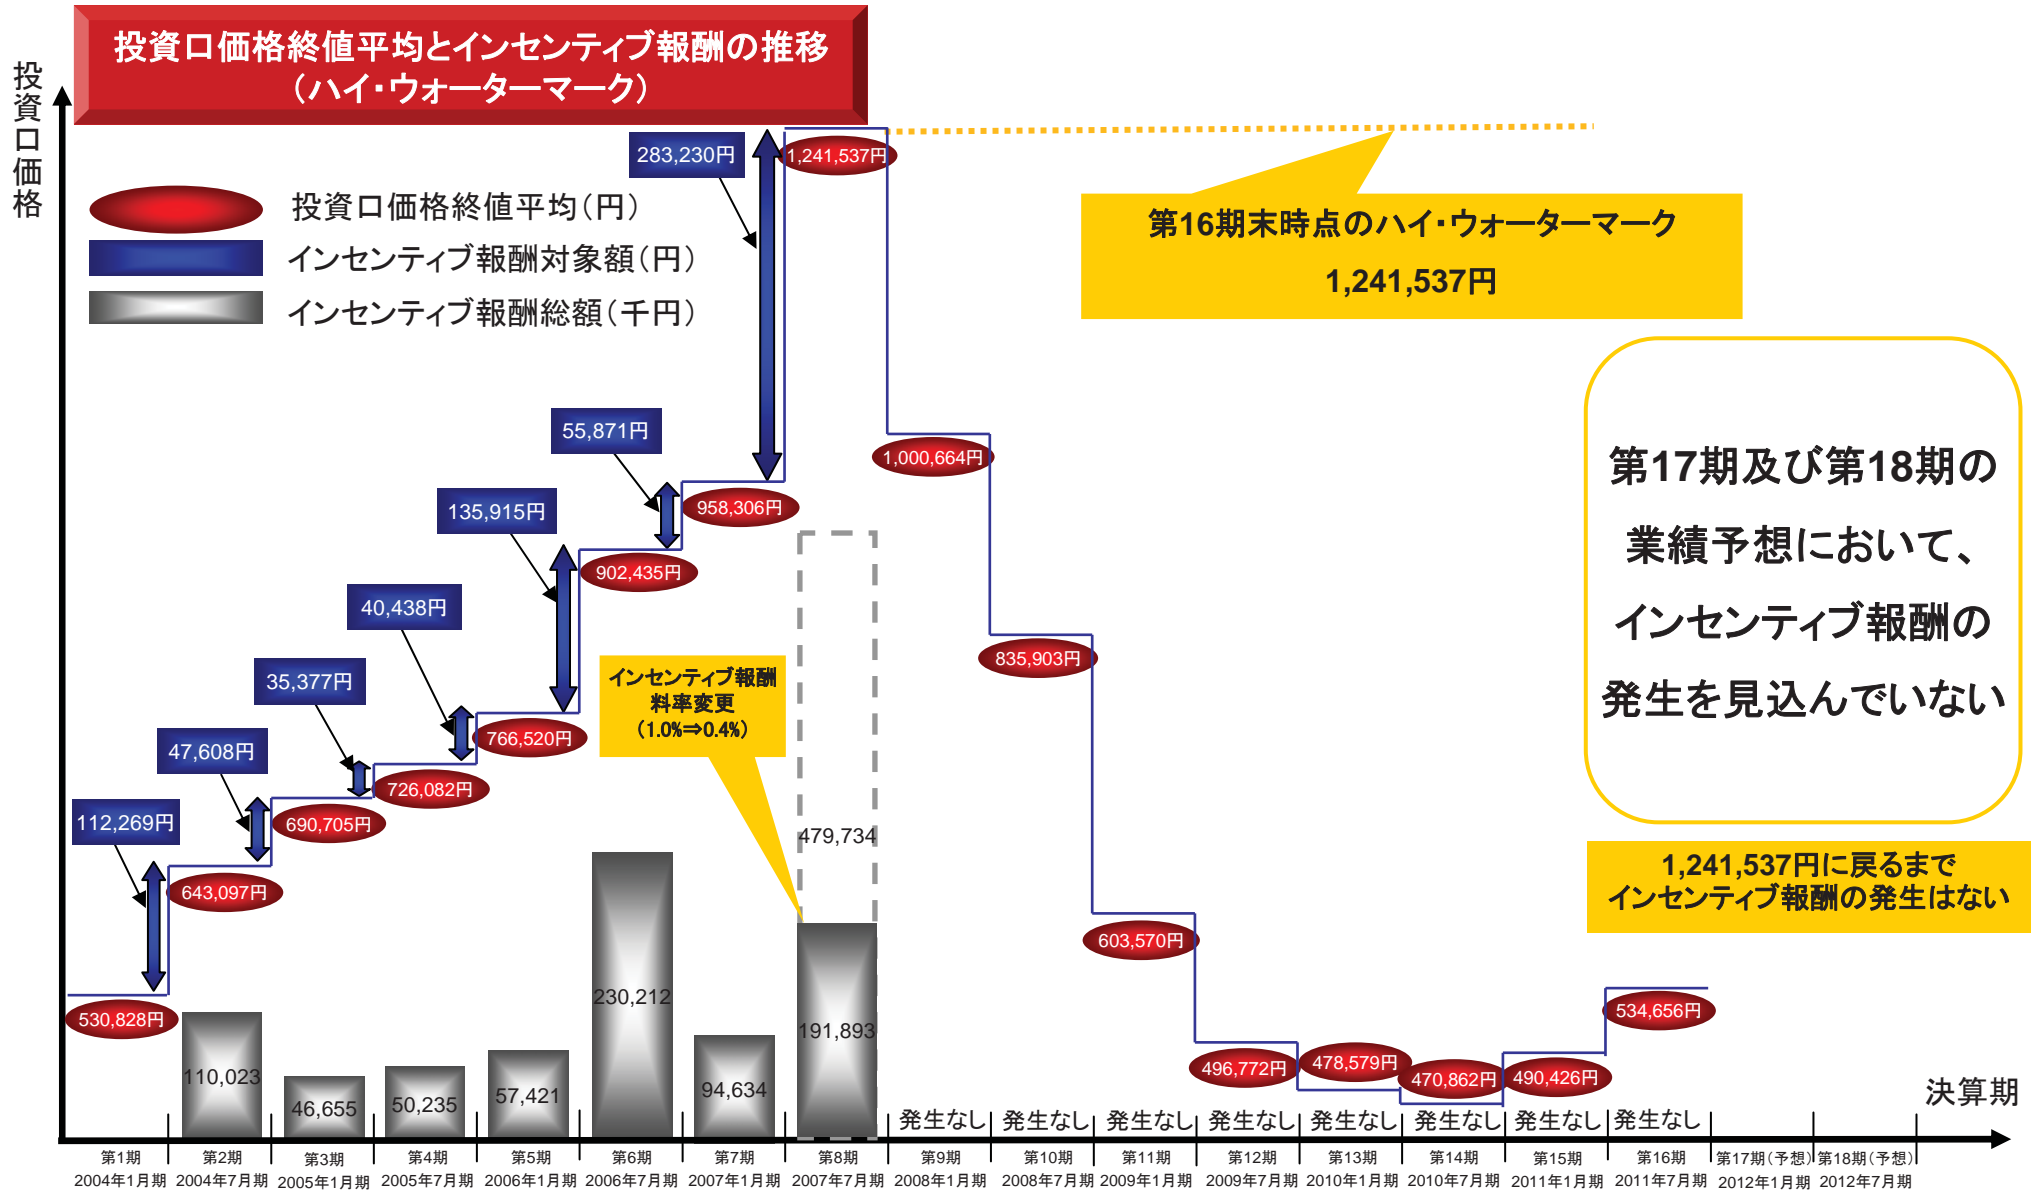 投資口価格終値平均とインセンティブ報酬の推移
（ハイ・ウォーターマーク）
投資口価格
投資口価格終値平均（円）
インセンティブ報酬対象額（円）
インセンティブ報酬総額（千円）
283,230円
1,241,537円
第16期末時点のハイ・ウォーターマーク
1,241,537円
55,871円
1,000,664円
135,915円
958,306円
902,435円
40,438円
35,377円
インセンティブ報酬
料率変更
（1.0%⇒0.4%）
835,903円
766,520円
47,608円
726,082円
112,269円
690,705円
479,734
643,097円
603,570円
第17期及び第18期の
業績予想において、
インセンティブ報酬の
発生を見込んでいない
1,241,537円に戻るまで
インセンティブ報酬の発生はない
530,828円
230,212
191,893
534,656円
110,023
46,655
50,235
57,421
94,634
496,772円
478,579円
470,862円
490,426円
決算期
発生なし 発生なし 発生なし 発生なし 発生なし 発生なし 発生なし 発生なし
第1期 第2期 第3期 第4期 第5期 第6期 第7期 第8期 第9期 第10期 第11期 第12期 第13期 第14期 第15期 第16期 第17期（予想） 第18期（予想）
2004年1月期 2004年7月期 2005年1月期 2005年7月期 2006年1月期 2006年7月期 2007年1月期 2007年7月期 2008年1月期 2008年7月期 2009年1月期 2009年7月期 2010年1月期 2010年7月期 2011年1月期 2011年7月期 2012年1月期 2012年7月期